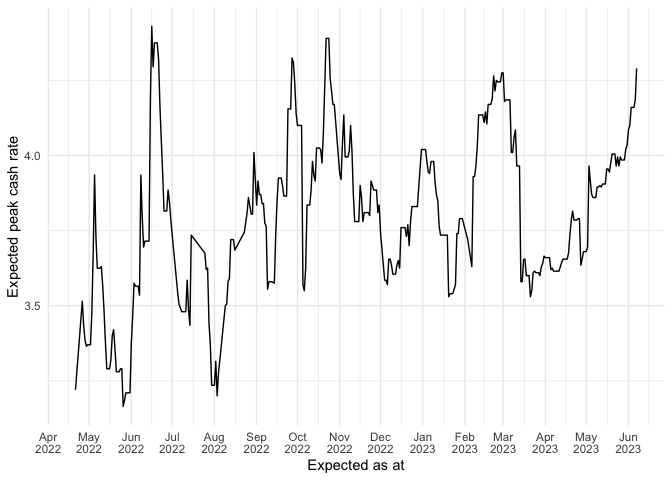 Expected peak cash rate
4.0
3.5
Apr May Jun Jul Aug Sep Oct Nov Dec Jan Feb Mar Apr May Jun
2022 2022 2022 2022 2022 2022 2022 2022 2022 2023 2023 2023 2023 2023 2023
Expected as at